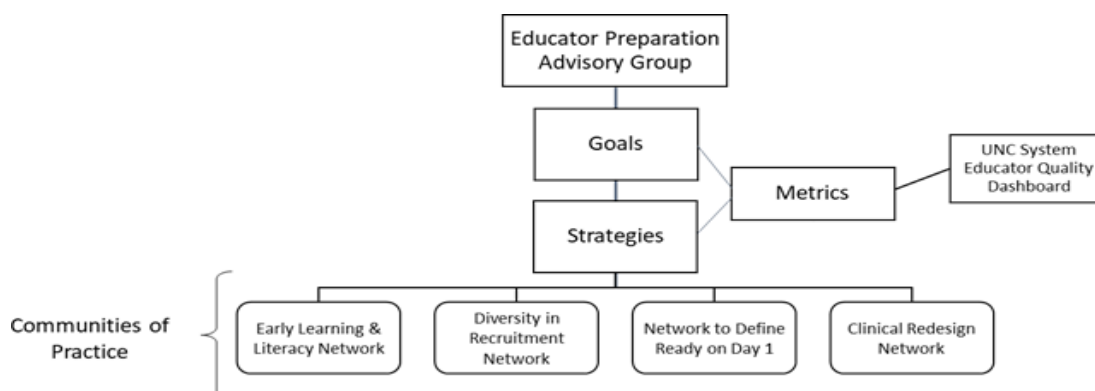 Educator Preparation
Advisory Group
Goals
UNC System
Educator Quality
Dashboard
Metrics
Strategies
Communities of
Practice
Early Learning &
Literacy Network
Diversity in
Recruitment
Network
Network to Define
Ready on Day 1
Clinical Redesign
Network